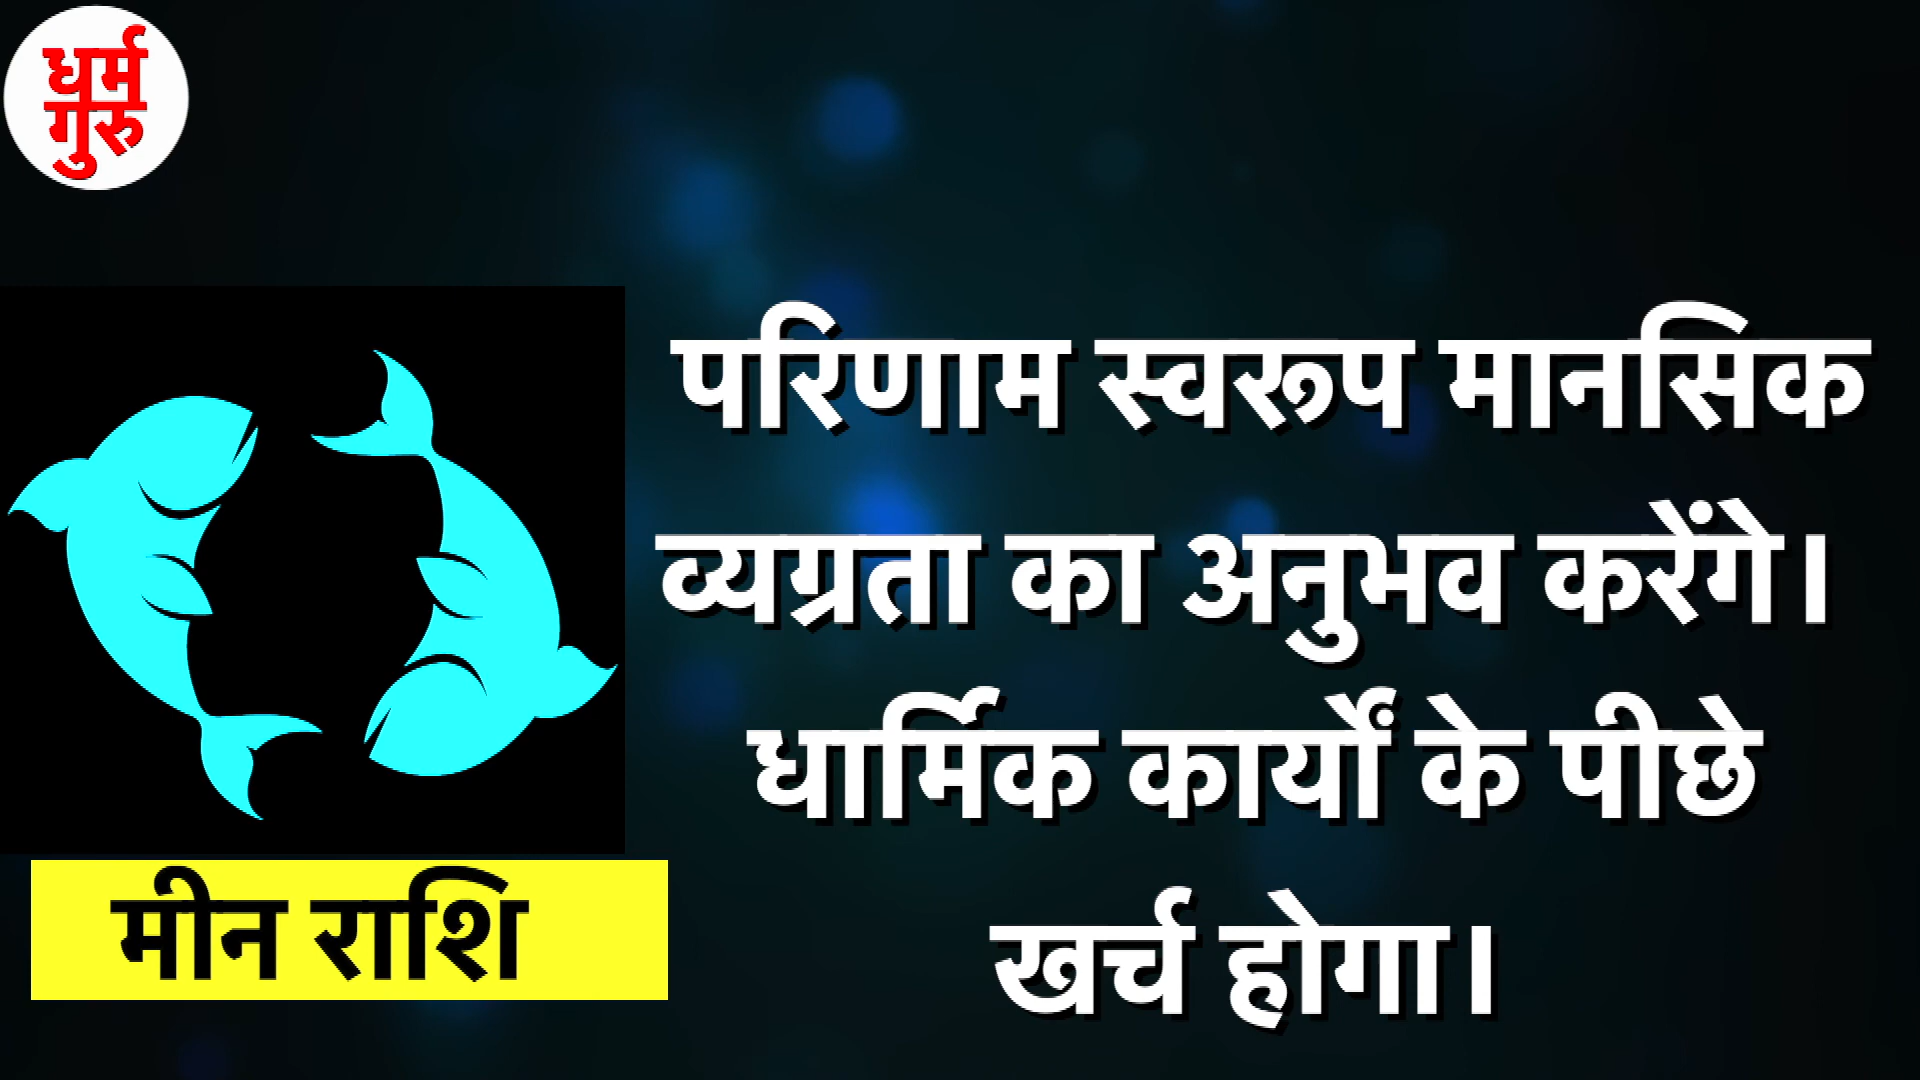 धर्म
गुरु
परिणाम स्वरूप मानसिक
व्यग्रता का अनुभव करेंगे।
धार्मिक कार्यों के पीछे
खर्च होगा।
मीन राशि